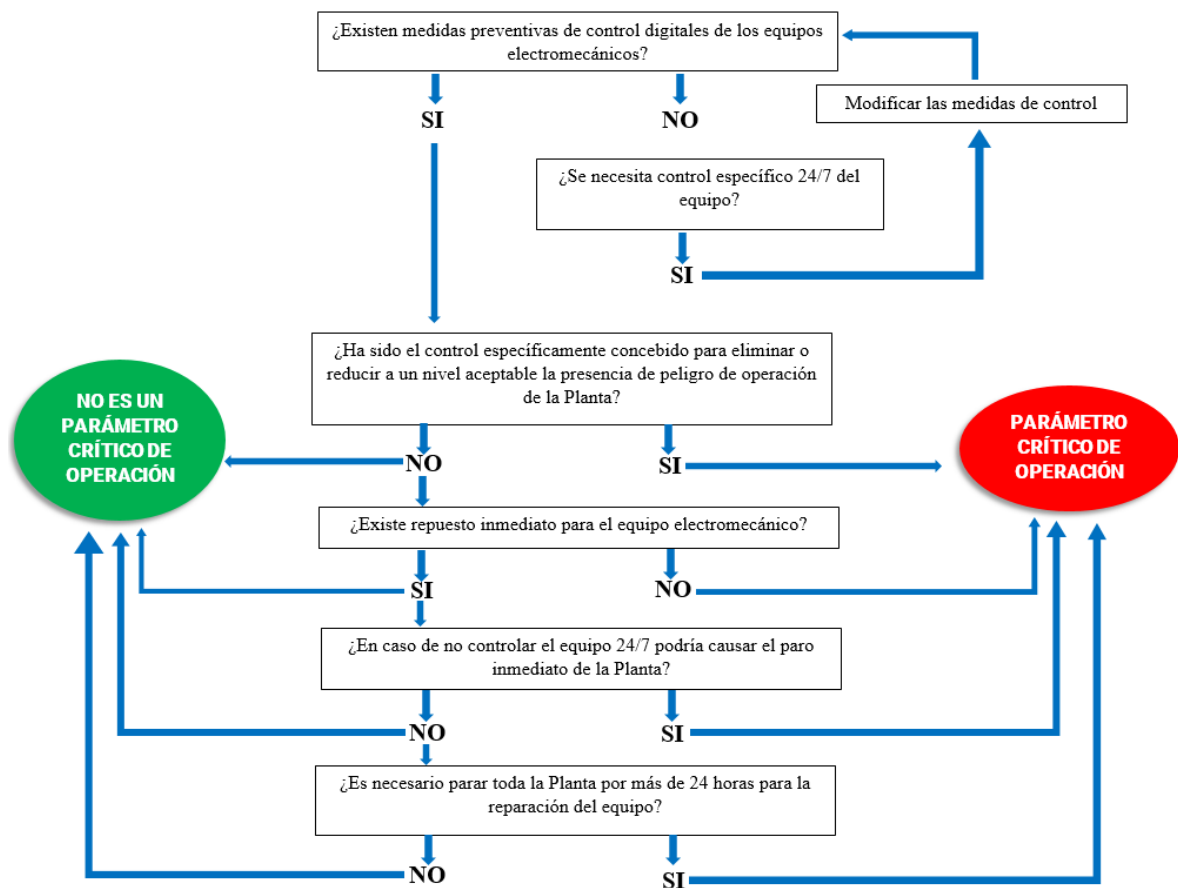 ¿Existen medidas preventivas de control digitales de los equipos
electromecánicos?
SI
NO
Modificar las medidas de control
¿Se necesita control específico 24/7 del
equipo?
SI
¿Ha sido el control específicamente concebido para eliminar o
reducir a un nivel aceptable la presencia de peligro de operación
de la Planta?
NO ES UN
PARÁMETRO
CRÍTICO DE
OPERACIÓN
PARÁMETRO
CRÍTICO DE
OPERACIÓN
NO
SI
¿Existe repuesto inmediato para el equipo electromecánico?
SI
NO
¿En caso de no controlar el equipo 24/7 podría causar el paro
inmediato de la Planta?
NO
SI
¿Es necesario parar toda la Planta por más de 24 horas para la
reparación del equipo?
NO
SI